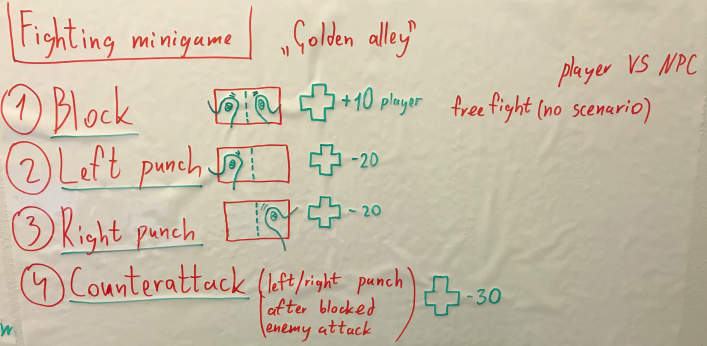 Fighting minigame „Golden alley”
player VS NPC
① Block +10 player free fight (no scenario)
② Left punch -20
③ Right punch -20
④ Counterattack (left/right punch
after blocked
enemy attack) -30